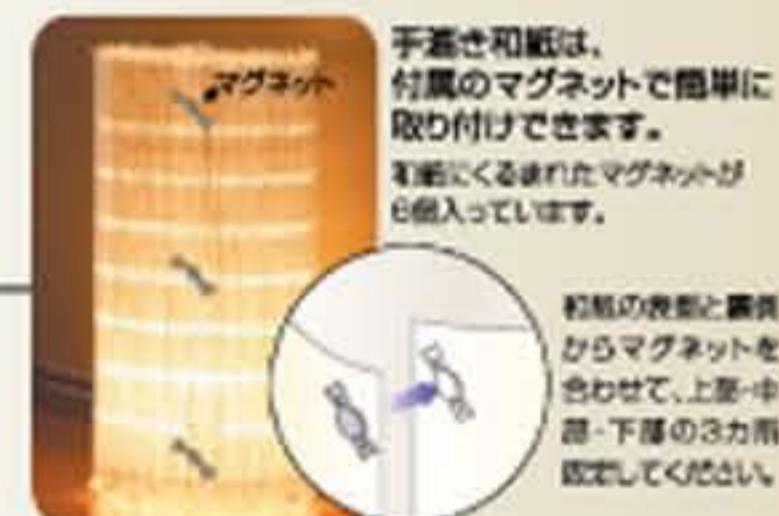 マグネット
手漉き和紙は、
付属のマグネットで簡単に
取り付けできます。
和紙にくるまれたマグネットが
6個入っています。
和紙の表側と裏側
からマグネットを
合わせて、上部・中
部・下部の3カ所
固定してください。